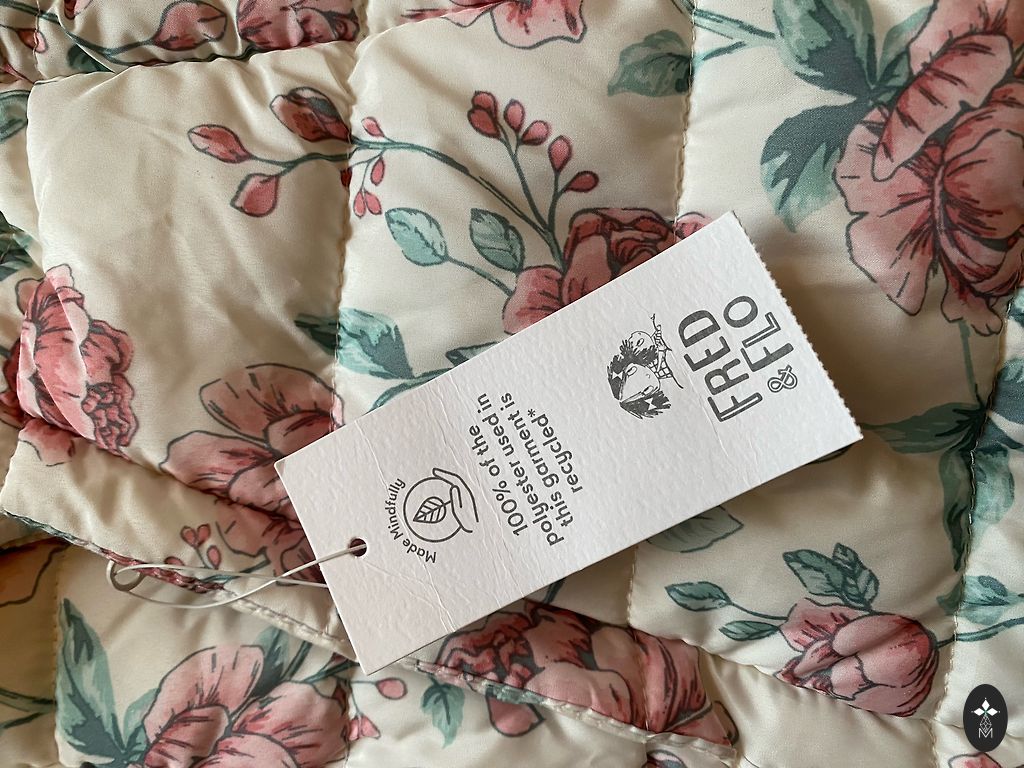 Made Mindfully
100% of the
polyester used in
this garment is
recycled*
FRED
& FLO
M